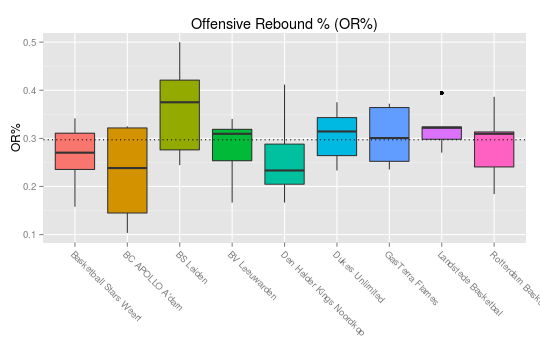 Offensive Rebound % (OR%)
OR%
0.5
0.4
0.3
0.2
0.1
Basketball Stars Weert
BC APOLLO A'dam
BS Leiden
BV Leeuwarden
Den Helder Kings Noordkop
Dukes Unlimited
GasTerra Flames
Landstede Basketbal
Rotterdam Bask